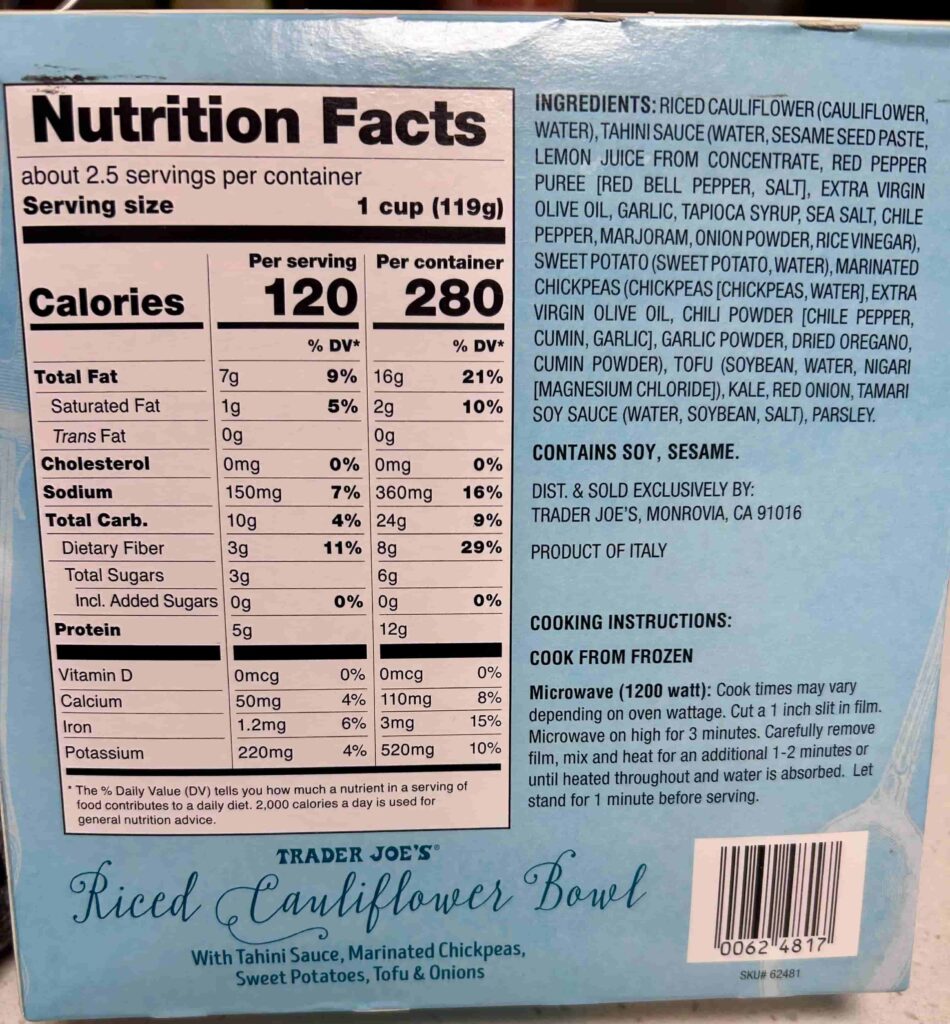 Nutrition Facts
about 2.5 servings per container
Serving size 1 cup (119g)
Per serving Per container
Calories 120 280
% DV* % DV*
Total Fat 7g 9% 16g 21%
Saturated Fat 1g 5% 2g 10%
Trans Fat 0g 0g
Cholesterol 0mg 0% 0mg 0%
Sodium 150mg 7% 360mg 16%
Total Carb. 10g 4% 24g 9%
Dietary Fiber 3g 11% 8g 29%
Total Sugars 3g 6g
Incl. Added Sugars 0g 0% 0g 0%
Protein 5g 12g
Vitamin D 0mcg 0% 0mcg 0%
Calcium 50mg 4% 110mg 8%
Iron 1.2mg 6% 3mg 15%
Potassium 220mg 4% 520mg 10%
* The % Daily Value (DV) tells you how much a nutrient in a serving of
food contributes to a daily diet. 2,000 calories a day is used for
general nutrition advice.
INGREDIENTS: RICED CAULIFLOWER (CAULIFLOWER,
WATER), TAHINI SAUCE (WATER, SESAME SEED PASTE,
LEMON JUICE FROM CONCENTRATE, RED PEPPER
PUREE [RED BELL PEPPER, SALT], EXTRA VIRGIN
OLIVE OIL, GARLIC, TAPIOCA SYRUP, SEA SALT, CHILE
PEPPER, MARJORAM, ONION POWDER, RICE VINEGAR),
SWEET POTATO (SWEET POTATO, WATER), MARINATED
CHICKPEAS (CHICKPEAS [CHICKPEAS, WATER], EXTRA
VIRGIN OLIVE OIL, CHILI POWDER [CHILE PEPPER,
CUMIN, GARLIC], GARLIC POWDER, DRIED OREGANO,
CUMIN POWDER), TOFU (SOYBEAN, WATER, NIGARI
[MAGNESIUM CHLORIDE]), KALE, RED ONION, TAMARI
SOY SAUCE (WATER, SOYBEAN, SALT), PARSLEY.
CONTAINS SOY, SESAME.
DIST. & SOLD EXCLUSIVELY BY:
TRADER JOE'S, MONROVIA, CA 91016
PRODUCT OF ITALY
COOKING INSTRUCTIONS:
COOK FROM FROZEN
Microwave (1200 watt): Cook times may vary
depending on oven wattage. Cut a 1 inch slit in film.
Microwave on high for 3 minutes. Carefully remove
film, mix and heat for an additional 1-2 minutes or
until heated throughout and water is absorbed. Let
stand for 1 minute before serving.
TRADER JOE'S®
Riced Cauliflower Bowl
With Tahini Sauce, Marinated Chickpeas,
Sweet Potatoes, Tofu & Onions
0062 4817
SKU# 62481